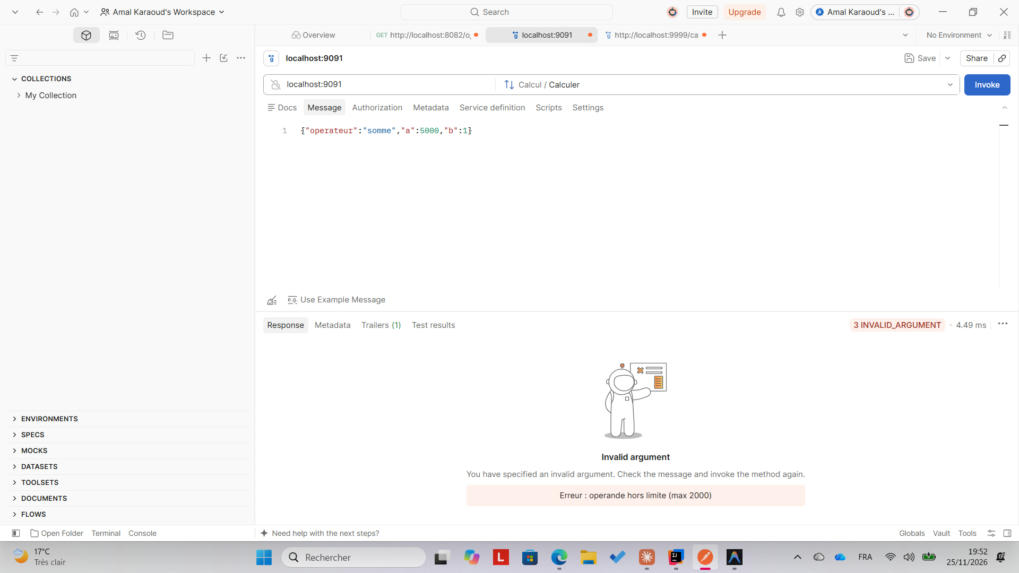 Amal Karaoud's Workspace
Search
Invite
Upgrade
Amal Karaoud's ...
Overview
GET http://localhost:8082/o
localhost:9091
http://localhost:9999/ca
No Environment
COLLECTIONS
My Collection
localhost:9091
Save
Share
localhost:9091
Calcul / Calculer
Invoke
Docs
Message
Authorization
Metadata
Service definition
Scripts
Settings
1 {"operateur":"somme","a":5000,"b":1}
Use Example Message
Response
Metadata
Trailers (1)
Test results
3 INVALID_ARGUMENT
4.49 ms
Invalid argument
You have specified an invalid argument. Check the message and invoke the method again.
Erreur : operande hors limite (max 2000)
ENVIRONMENTS
SPECS
MOCKS
DATASETS
TOOLSETS
DOCUMENTS
FLOWS
Open Folder
Terminal
Console
Need help with the next steps?
Globals
Vault
Tools
17°C
Très clair
Rechercher
FRA
19:52
25/11/2026